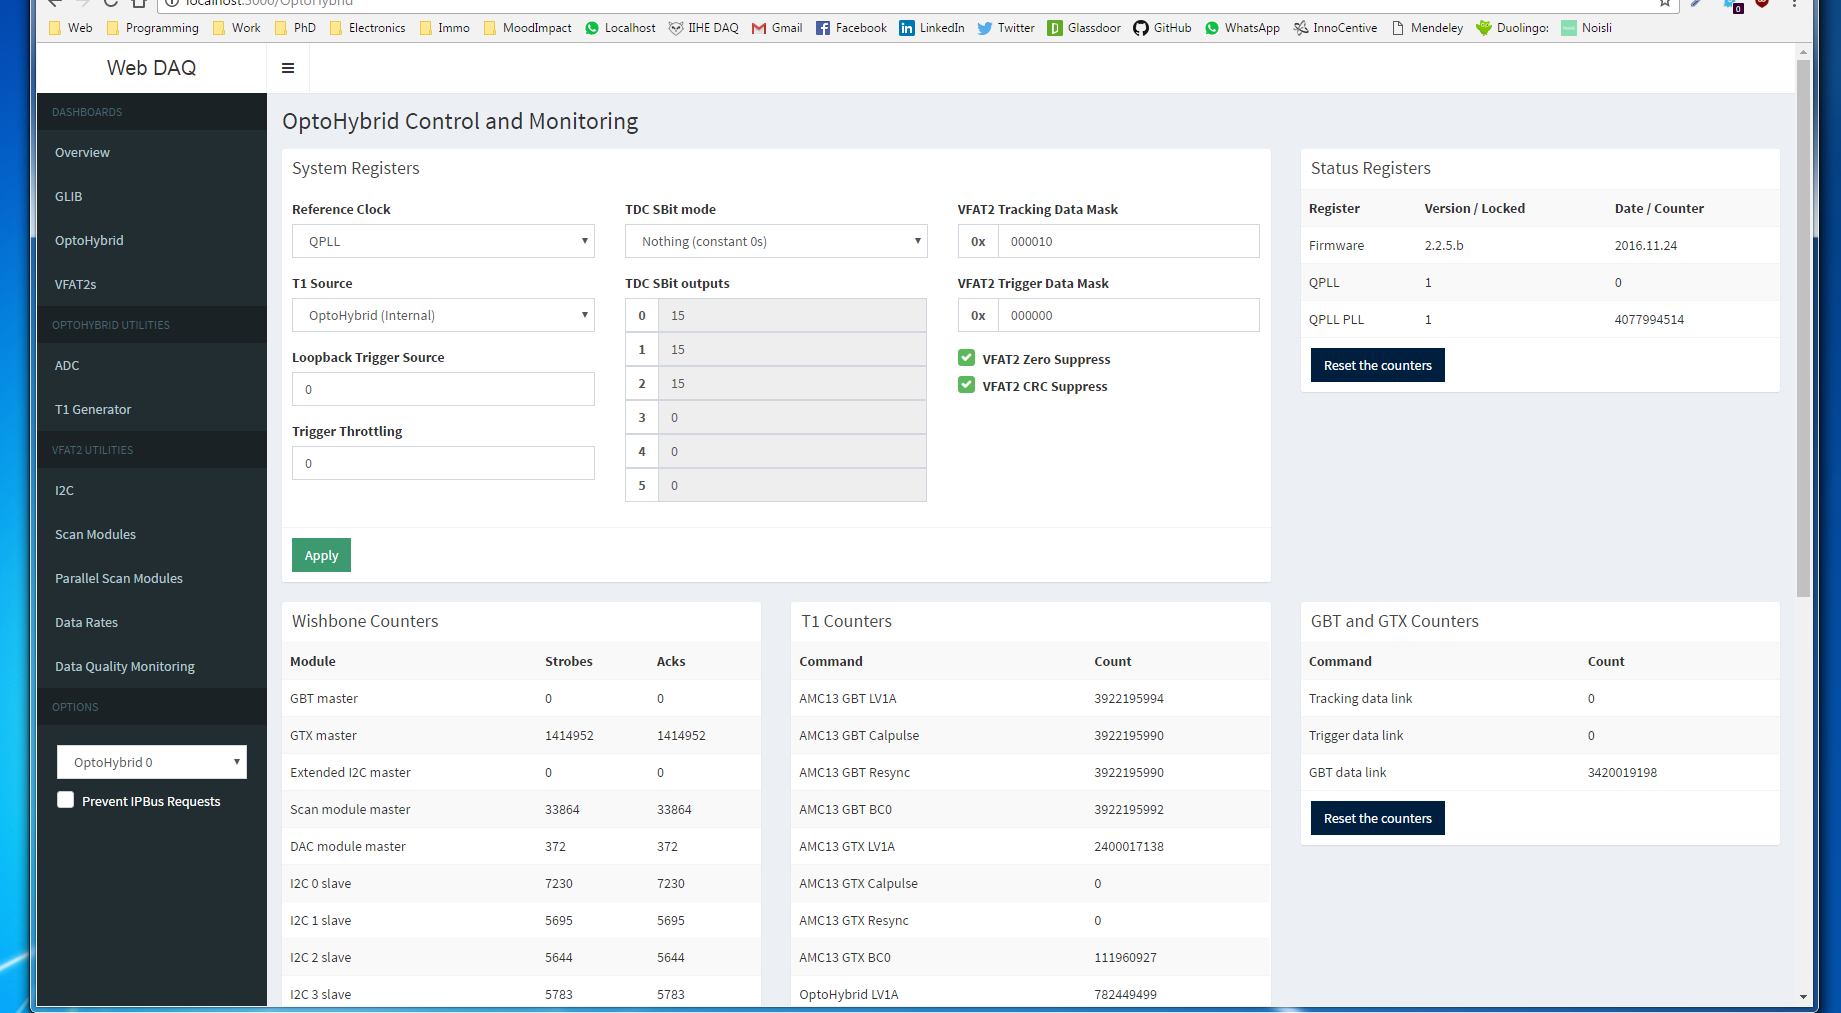 localhost:3000/OptoHybrid
Web Programming Work PhD Electronics Immo MoodImpact Localhost IIHE DAQ Gmail Facebook LinkedIn Twitter Glassdoor GitHub WhatsApp InnoCentive Mendeley Duolingo: Noisli
0
Web DAQ
DASHBOARDS
Overview
GLIB
OptoHybrid
VFAT2s
OPTOHYBRID UTILITIES
ADC
T1 Generator
VFAT2 UTILITIES
I2C
Scan Modules
Parallel Scan Modules
Data Rates
Data Quality Monitoring
OPTIONS
OptoHybrid 0
Prevent IPBus Requests
OptoHybrid Control and Monitoring
System Registers
Reference Clock
QPLL
T1 Source
OptoHybrid (Internal)
Loopback Trigger Source
0
Trigger Throttling
0
TDC SBit mode
Nothing (constant 0s)
TDC SBit outputs
0 15
1 15
2 15
3 0
4 0
5 0
VFAT2 Tracking Data Mask
0x 000010
VFAT2 Trigger Data Mask
0x 000000
VFAT2 Zero Suppress
VFAT2 CRC Suppress
Apply
Status Registers
Register Version / Locked Date / Counter
Firmware 2.2.5.b 2016.11.24
QPLL 1 0
QPLL PLL 1 4077994514
Reset the counters
Wishbone Counters
Module Strobes Acks
GBT master 0 0
GTX master 1414952 1414952
Extended I2C master 0 0
Scan module master 33864 33864
DAC module master 372 372
I2C 0 slave 7230 7230
I2C 1 slave 5695 5695
I2C 2 slave 5644 5644
I2C 3 slave 5783 5783
T1 Counters
Command Count
AMC13 GBT LV1A 3922195994
AMC13 GBT Calpulse 3922195990
AMC13 GBT Resync 3922195990
AMC13 GBT BC0 3922195992
AMC13 GTX LV1A 2400017138
AMC13 GTX Calpulse 0
AMC13 GTX Resync 0
AMC13 GTX BC0 111960927
OptoHybrid LV1A 782449499
GBT and GTX Counters
Command Count
Tracking data link 0
Trigger data link 0
GBT data link 3420019198
Reset the counters